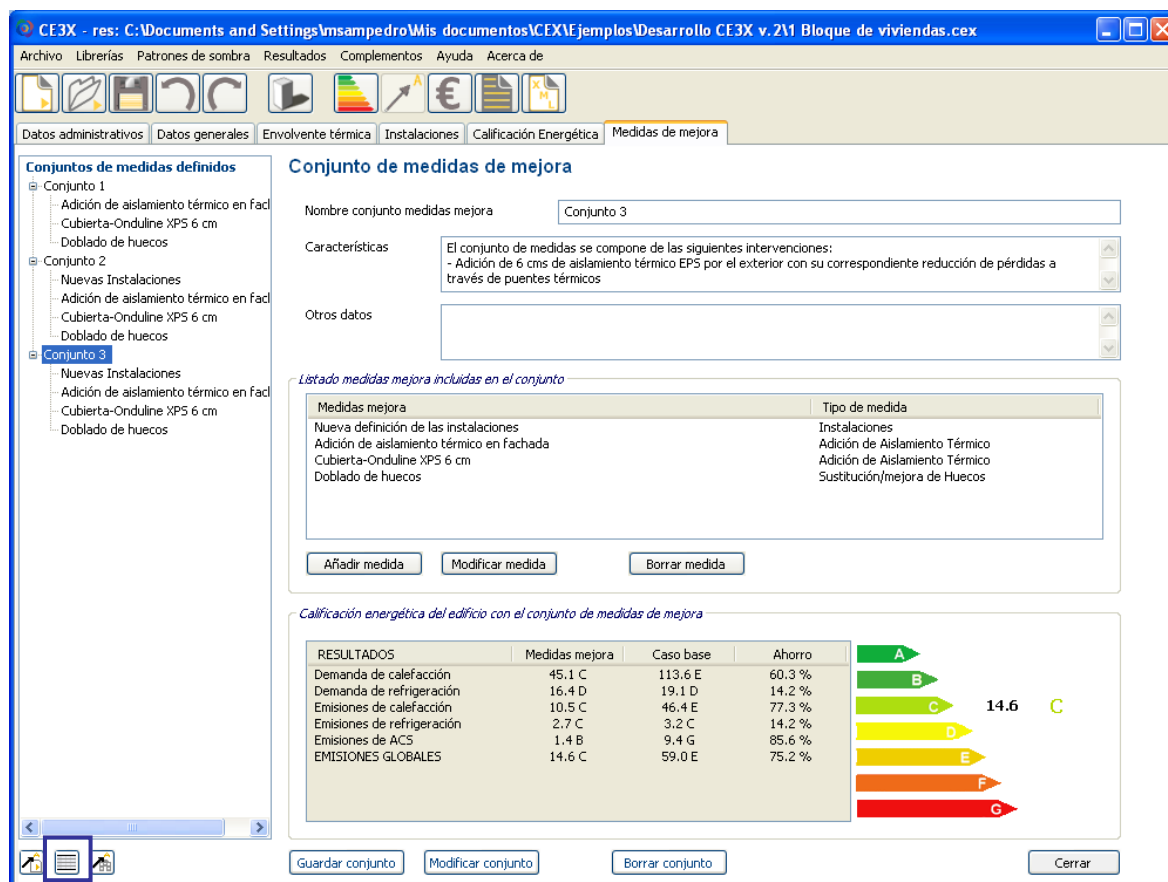 CE3X - res: C:\Documents and Settings\msampedro\Mis documentos\CEX\Ejemplos\Desarrollo CE3X v.2\1 Bloque de viviendas.cex
Archivo Librerías Patrones de sombra Resultados Complementos Ayuda Acerca de
A € X M L
Datos administrativos Datos generales Envolvente térmica Instalaciones Calificación Energética Medidas de mejora
Conjuntos de medidas definidos
Conjunto 1
Adición de aislamiento térmico en facl
Cubierta-Onduline XPS 6 cm
Doblado de huecos
Conjunto 2
Nuevas Instalaciones
Adición de aislamiento térmico en facl
Cubierta-Onduline XPS 6 cm
Doblado de huecos
Conjunto 3
Nuevas Instalaciones
Adición de aislamiento térmico en facl
Cubierta-Onduline XPS 6 cm
Doblado de huecos
Conjunto de medidas de mejora
Nombre conjunto medidas mejora Conjunto 3
Características
El conjunto de medidas se compone de las siguientes intervenciones:
- Adición de 6 cms de aislamiento térmico EPS por el exterior con su correspondiente reducción de pérdidas a
través de puentes térmicos
Otros datos
Listado medidas mejora incluidas en el conjunto
Medidas mejora Tipo de medida
Nueva definición de las instalaciones Instalaciones
Adición de aislamiento térmico en fachada Adición de Aislamiento Térmico
Cubierta-Onduline XPS 6 cm Adición de Aislamiento Térmico
Doblado de huecos Sustitución/mejora de Huecos
Añadir medida Modificar medida Borrar medida
Calificación energética del edificio con el conjunto de medidas de mejora
RESULTADOS Medidas mejora Caso base Ahorro
Demanda de calefacción 45.1 C 113.6 E 60.3 %
Demanda de refrigeración 16.4 D 19.1 D 14.2 %
Emisiones de calefacción 10.5 C 46.4 E 77.3 %
Emisiones de refrigeración 2.7 C 3.2 C 14.2 %
Emisiones de ACS 1.4 B 9.4 G 85.6 %
EMISIONES GLOBALES 14.6 C 59.0 E 75.2 %
A
B
C 14.6 C
D
E
F
G
Guardar conjunto Modificar conjunto Borrar conjunto Cerrar